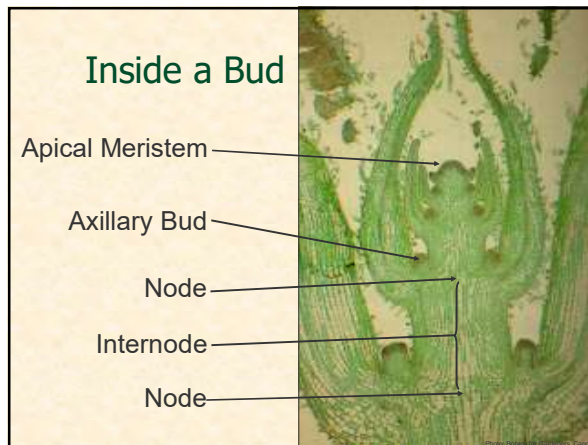 Inside a Bud
Apical Meristem
Axillary Bud
Node
Internode
Node